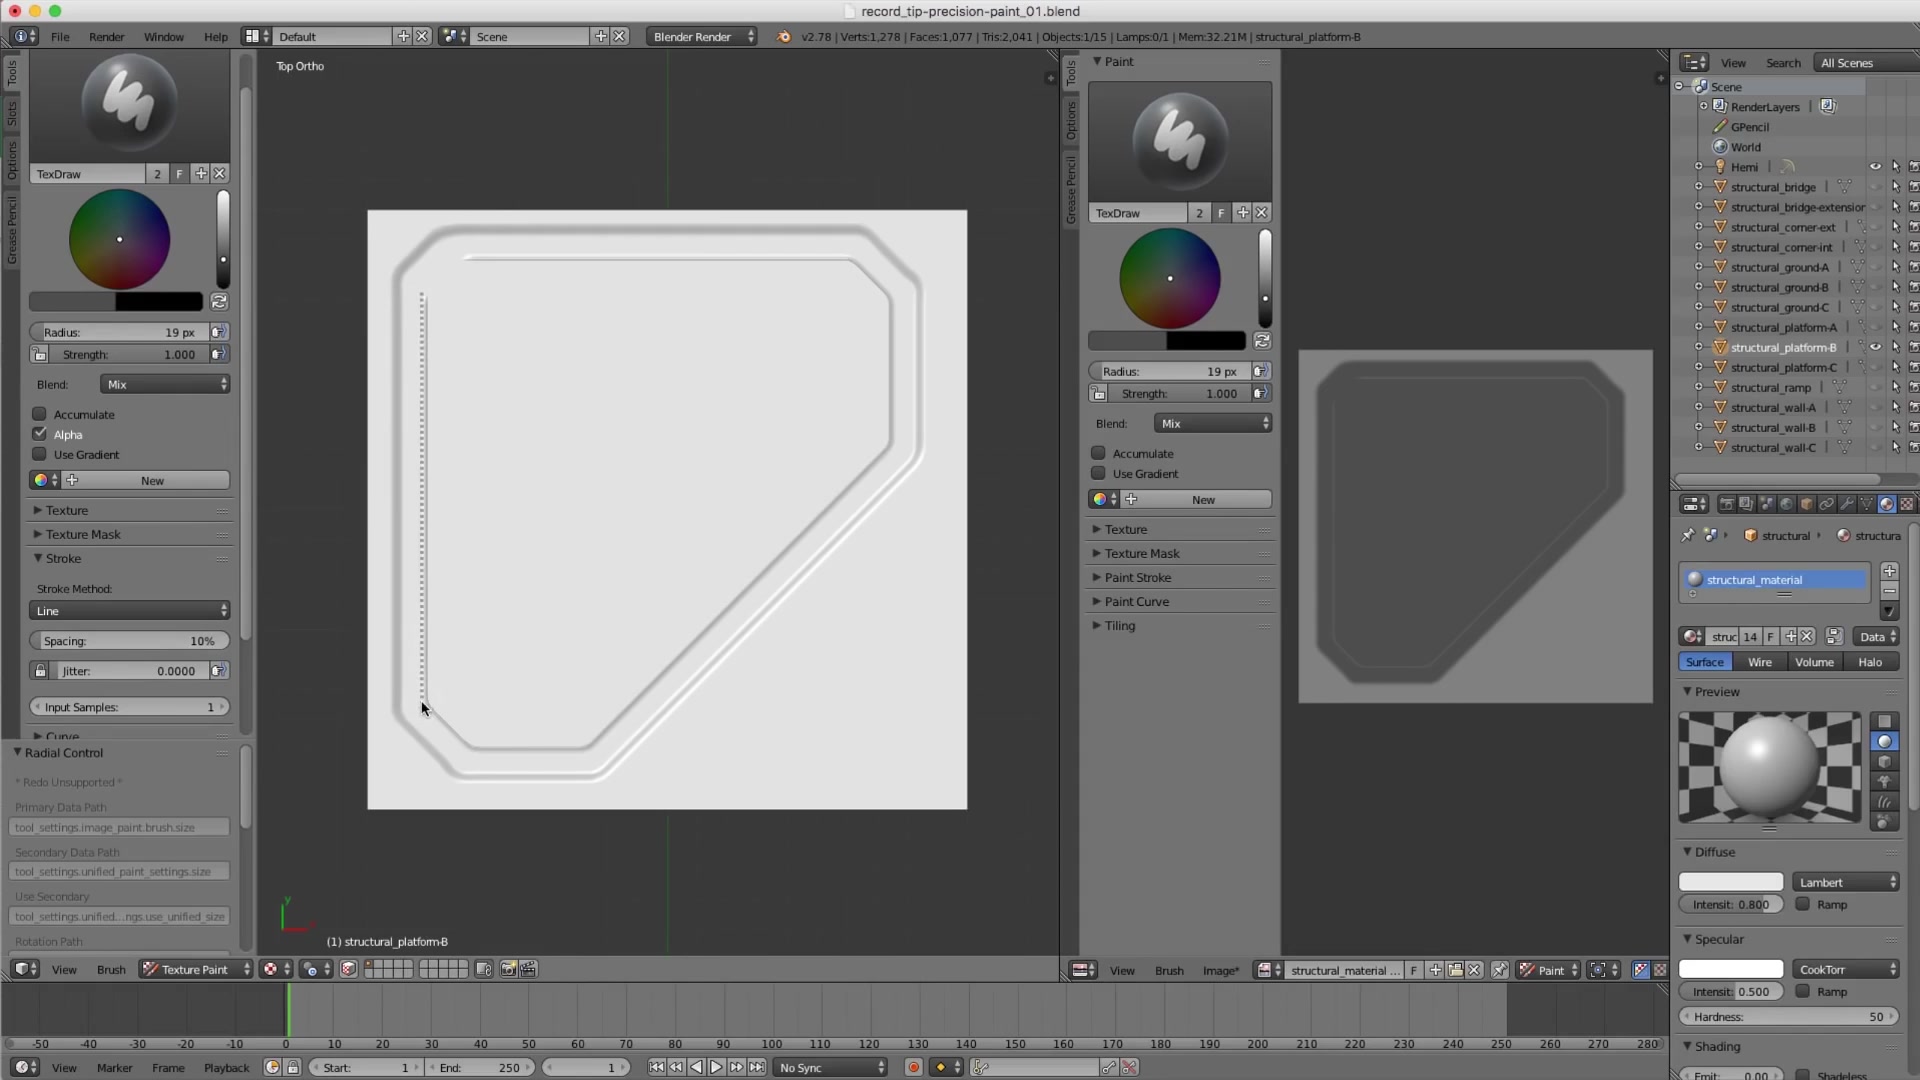 record_tip-precision-paint_01.blend
File Render Window Help Default Scene Blender Render v2.78 | Verts:1,278 | Faces:1,077 | Tris:2,041 | Objects:1/15 | Lamps:0/1 | Mem:32.21M | structural_platform-B
Tools
Slots
Options
Grease Pencil
TexDraw 2 F
Radius: 19 px
Strength: 1.000
Blend: Mix
Accumulate
Alpha
Use Gradient
New
Texture
Texture Mask
Stroke
Stroke Method:
Line
Spacing: 10%
Jitter: 0.0000
Input Samples: 1
Curve
Radial Control
* Redo Unsupported *
Primary Data Path
tool_settings.image_paint.brush.size
Secondary Data Path
tool_settings.unified_paint_settings.size
Use Secondary
tool_settings.unified...ngs.use_unified_size
Rotation Path
Top Ortho
y
(1) structural_platform-B
View Brush Texture Paint
Tools
Options
Grease Pencil
Paint
TexDraw 2 F
Radius: 19 px
Strength: 1.000
Blend: Mix
Accumulate
Use Gradient
New
Texture
Texture Mask
Paint Stroke
Paint Curve
Tiling
View Brush Image* structural_material ... F Paint
View Search All Scenes
Scene
RenderLayers
GPencil
World
Hemi
structural_bridge
structural_bridge-extension
structural_corner-ext
structural_corner-int
structural_ground-A
structural_ground-B
structural_ground-C
structural_platform-A
structural_platform-B
structural_platform-C
structural_ramp
structural_wall-A
structural_wall-B
structural_wall-C
structural structura
structural_material
struc 14 F Data
Surface Wire Volume Halo
Preview
Diffuse
Lambert
Intensit: 0.800 Ramp
Specular
CookTorr
Intensit: 0.500 Ramp
Hardness: 50
Shading
Emit: 0.00 Shadeless
-50 -40 -30 -20 -10 0 10 20 30 40 50 60 70 80 90 100 110 120 130 140 150 160 170 180 190 200 210 220 230 240 250 260 270 280
View Marker Frame Playback Start: 1 End: 250 1 No Sync